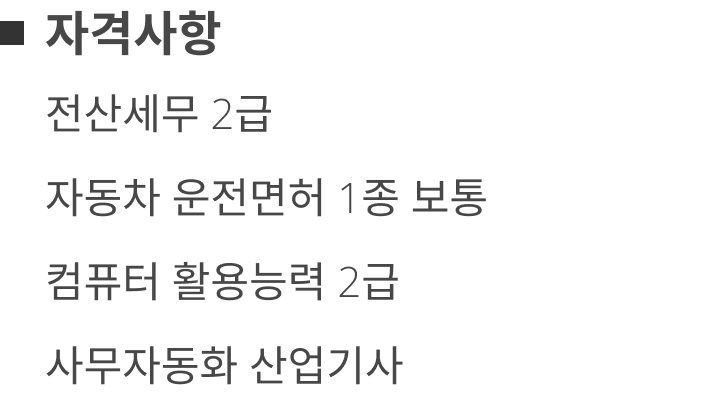 ■ 자격사항
전산세무 2급
자동차 운전면허 1종 보통
컴퓨터 활용능력 2급
사무자동화 산업기사